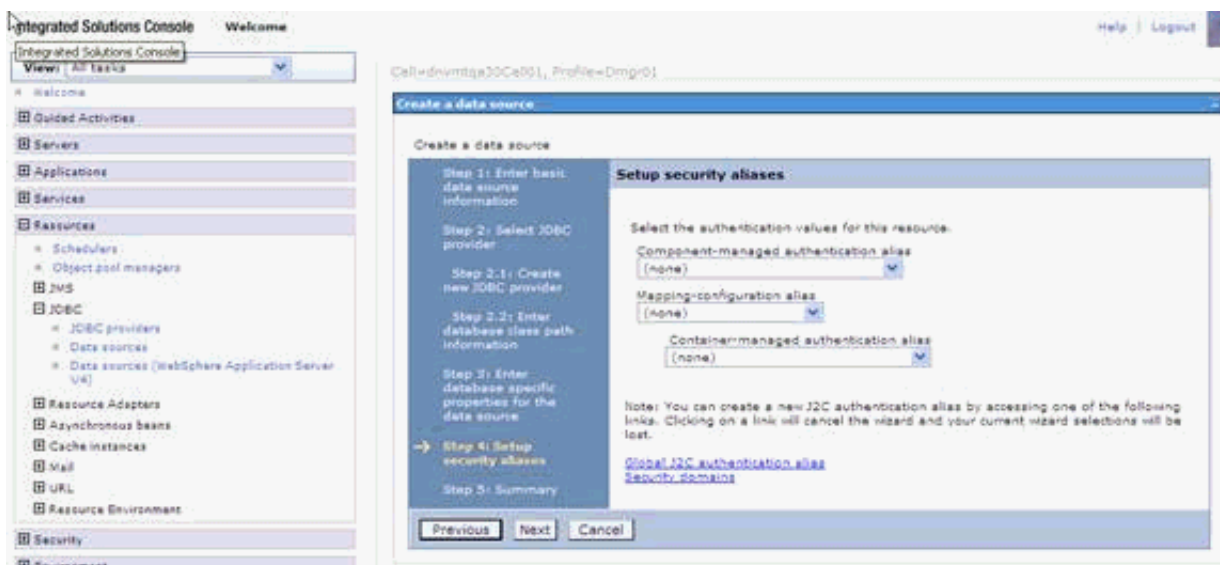 Integrated Solutions Console Welcome
Help | Logout
Integrated Solutions Console
View: All tasks
Cell=dnvmtqa30Cell01, Profile=Dmgr01
Welcome
Guided Activities
Servers
Applications
Services
Resources
Schedulers
Object pool managers
JMS
JDBC
JDBC providers
Data sources
Data sources (WebSphere Application Server
V4)
Resource Adapters
Asynchronous beans
Cache instances
Mail
URL
Resource Environment
Security
Create a data source
Create a data source
Step 1: Enter basic
data source
information
Step 2: Select JDBC
provider
Step 2.1: Create
new JDBC provider
Step 2.2: Enter
database class path
information
Step 3: Enter
database specific
properties for the
data source
Step 4: Setup
security aliases
Step 5: Summary
Setup security aliases
Select the authentication values for this resource.
Component-managed authentication alias
(none)
Mapping-configuration alias
(none)
Container-managed authentication alias
(none)
Note: You can create a new J2C authentication alias by accessing one of the following
links. Clicking on a link will cancel the wizard and your current wizard selections will be
lost.
Global J2C authentication alias
Security domains
Previous Next Cancel